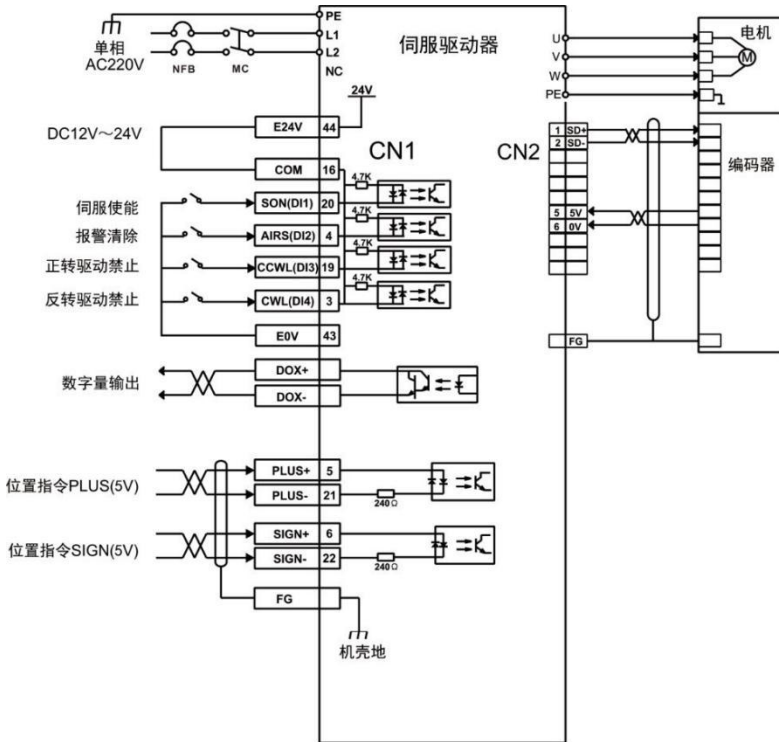 PE
单相
AC220V
L1
L2
NFB
MC
NC
伺服驱动器
U
V
W
PE
电机
M
24V
DC12V～24V
E24V 44
CN1
CN2
1 SD+
2 SD-
编码器
COM 16
4.7K
伺服使能
SON(DI1) 20
4.7K
报警清除
AIRS(DI2) 4
5 5V
6 0V
4.7K
正转驱动禁止
CCWL(DI3) 19
4.7K
反转驱动禁止
CWL(DI4) 3
E0V 43
FG
数字量输出
DOX+
DOX-
位置指令PLUS(5V)
PLUS+ 5
PLUS- 21
240Ω
位置指令SIGN(5V)
SIGN+ 6
SIGN- 22
240Ω
FG
机壳地